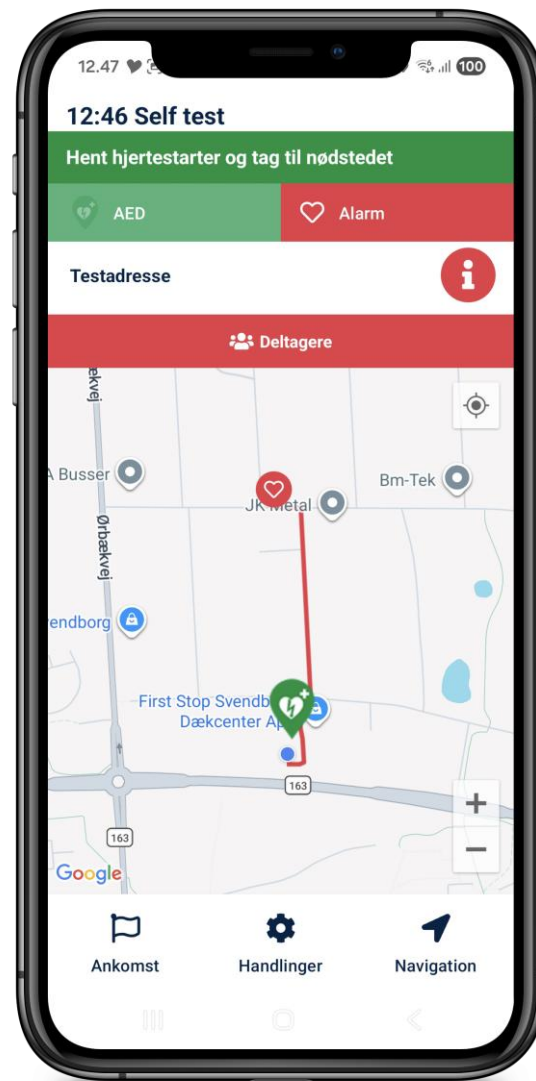 12.47
100
12:46 Self test
Hent hjertestarter og tag til nødstedet
AED
Alarm
Testadresse
Deltagere
ekvej
A Busser
JK Metal
Bm-Tek
Ørbækvej
endborg
First Stop Svendb
Dækcenter Ap
163
163
Google
Ankomst
Handlinger
Navigation